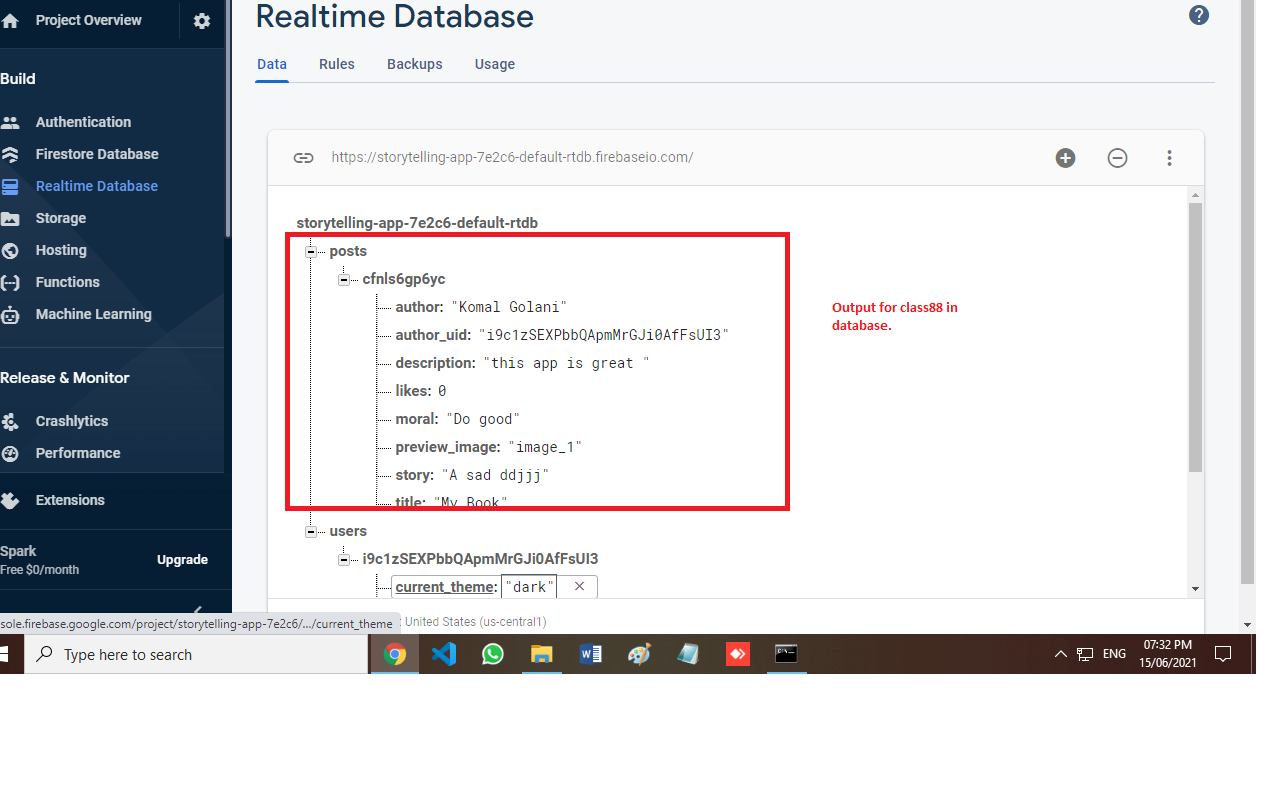 Project Overview
Realtime Database
Build
Authentication
Firestore Database
Realtime Database
Storage
Hosting
Functions
Machine Learning
Release & Monitor
Crashlytics
Performance
Extensions
Spark
Free $0/month
Upgrade
Data Rules Backups Usage
https://storytelling-app-7e2c6-default-rtdb.firebaseio.com/
storytelling-app-7e2c6-default-rtdb
posts
cfnls6gp6yc
author: "Komal Golani"
author_uid: "i9c1zSEXPbbQApmMrGJi0AfFsUI3"
description: "this app is great "
likes: 0
moral: "Do good"
preview_image: "image_1"
story: "A sad ddjjj"
title: "My Book"
users
i9c1zSEXPbbQApmMrGJi0AfFsUI3
current_theme: "dark"
Output for class88 in
database.
sole.firebase.google.com/project/storytelling-app-7e2c6/.../current_theme
: United States (us-central1)
Type here to search
ENG
07:32 PM
15/06/2021